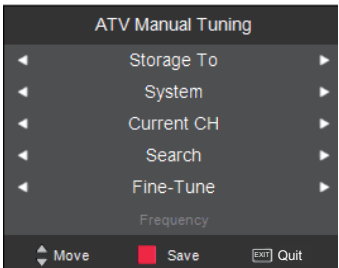 ATV Manual Tuning
Storage To
System
Current CH
Search
Fine-Tune
Frequency
Move Save EXIT Quit